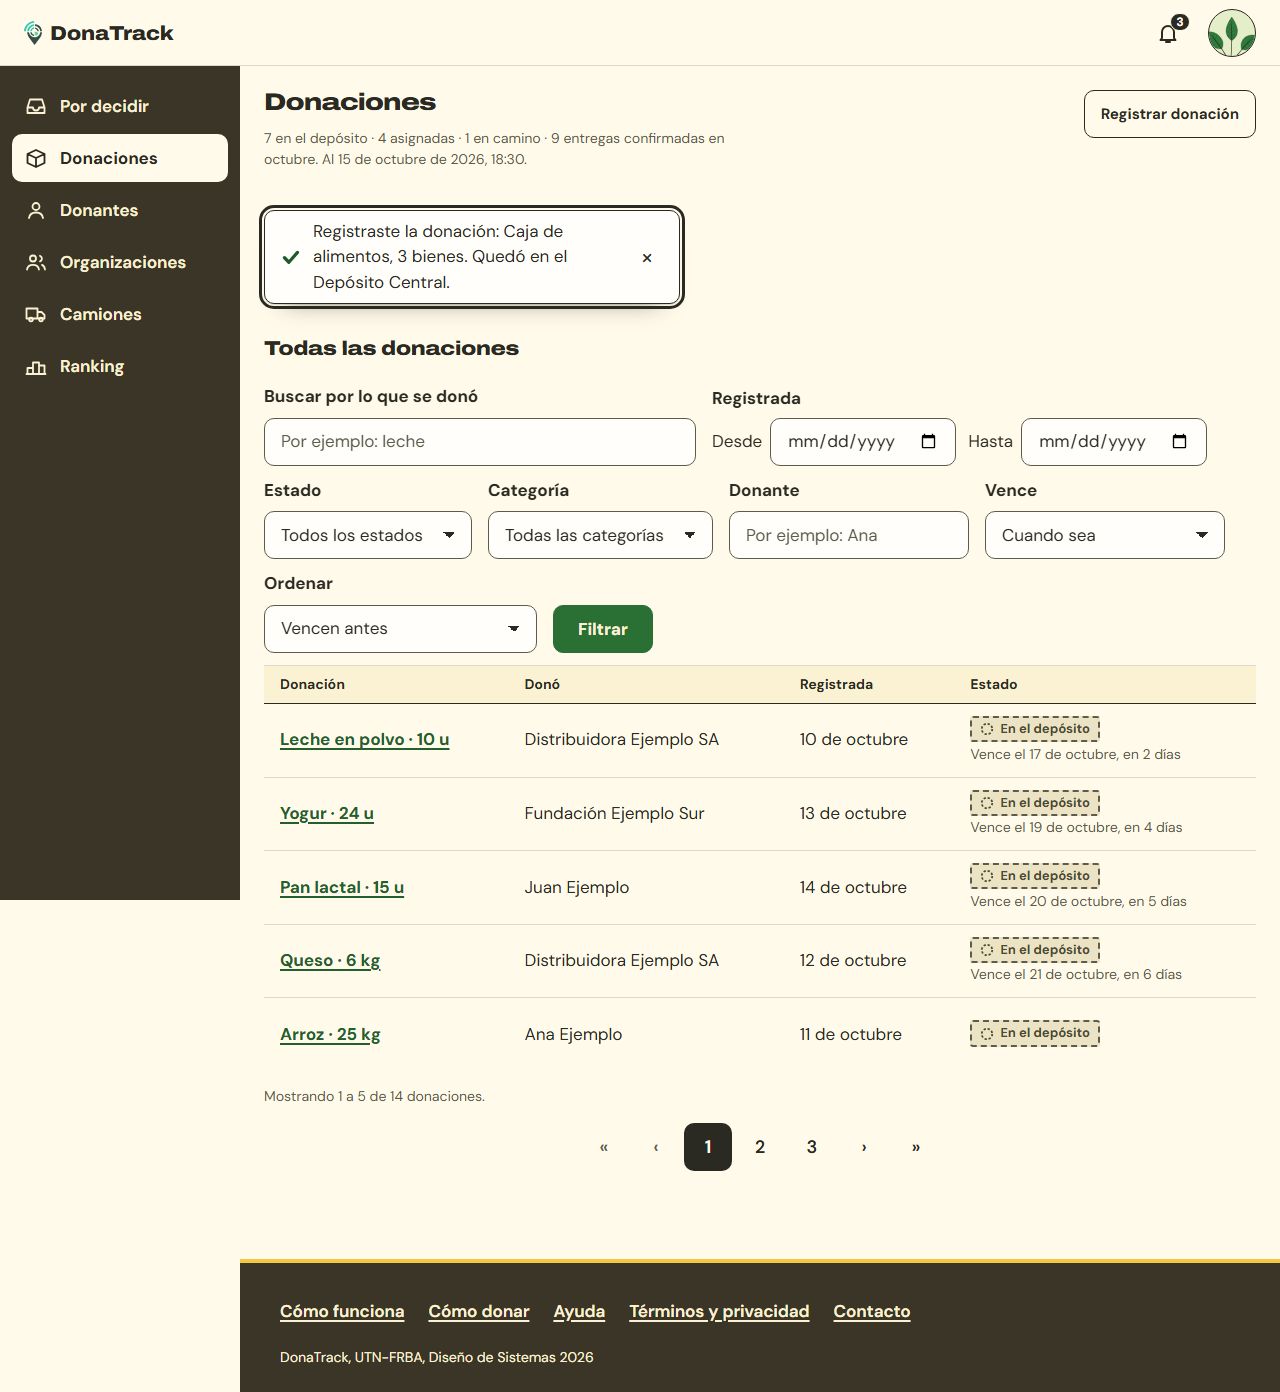 DonaTrack
3
Por decidir
Donaciones
Donantes
Organizaciones
Camiones
Ranking
Donaciones
7 en el depósito · 4 asignadas · 1 en camino · 9 entregas confirmadas en
octubre. Al 15 de octubre de 2026, 18:30.
Registrar donación
Registraste la donación: Caja de
alimentos, 3 bienes. Quedó en el
Depósito Central.
×
Todas las donaciones
Buscar por lo que se donó
Por ejemplo: leche
Registrada
Desde mm/dd/yyyy Hasta mm/dd/yyyy
Estado
Todos los estados
Categoría
Todas las categorías
Donante
Por ejemplo: Ana
Vence
Cuando sea
Ordenar
Vencen antes
Filtrar
Donación Donó Registrada Estado
Leche en polvo · 10 u Distribuidora Ejemplo SA 10 de octubre En el depósito
Vence el 17 de octubre, en 2 días
Yogur · 24 u Fundación Ejemplo Sur 13 de octubre En el depósito
Vence el 19 de octubre, en 4 días
Pan lactal · 15 u Juan Ejemplo 14 de octubre En el depósito
Vence el 20 de octubre, en 5 días
Queso · 6 kg Distribuidora Ejemplo SA 12 de octubre En el depósito
Vence el 21 de octubre, en 6 días
Arroz · 25 kg Ana Ejemplo 11 de octubre En el depósito
Mostrando 1 a 5 de 14 donaciones.
« ‹ 1 2 3 › »
Cómo funciona Cómo donar Ayuda Términos y privacidad Contacto
DonaTrack, UTN-FRBA, Diseño de Sistemas 2026